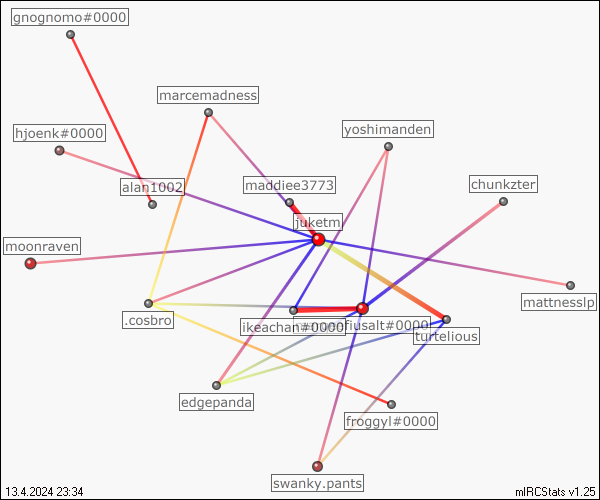 gnognomo#0000
marcemadness
yoshimanden
hjoenk#0000
alan1002
maddiee3773
chunkzter
juketm
moonraven
mattnesslp
.cosbro
ikeachan#0000
fiusalt#0000
turtelious
edgepanda
froggyl#0000
swanky.pants
13.4.2024 23:34
mIRCStats v1.25